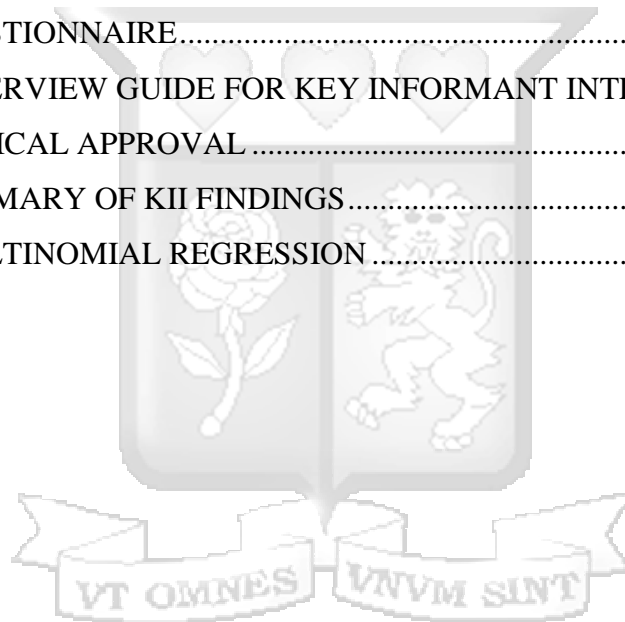 STIONNAIRE..........................................................
ERVIEW GUIDE FOR KEY INFORMANT INT
ICAL APPROVAL..................................................
MARY OF KII FINDINGS....................................
LTINOMIAL REGRESSION.................................
VT OMNES VNVM SINT